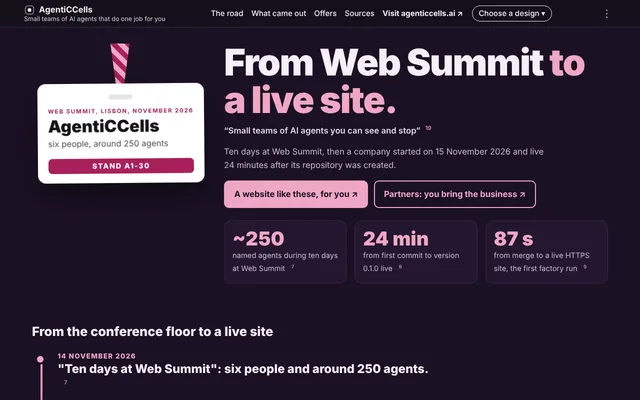 AgentiCCells
Small teams of AI agents that do one job for you
The road What came out Offers Sources Visit agenticcells.ai ↗ Choose a design ▾
WEB SUMMIT, LISBON, NOVEMBER 2026
AgentiCCells
six people, around 250 agents
STAND A1-30
From Web Summit to
a live site.
“Small teams of AI agents you can see and stop” 19
Ten days at Web Summit, then a company started on 15 November 2026 and live
24 minutes after its repository was created.
A website like these, for you ↗
Partners: you bring the business ↗
~250
named agents during ten days
at Web Summit 7
24 min
from first commit to version
0.1.0 live 8
87 s
from merge to a live HTTPS
site, the first factory run 9
From the conference floor to a live site
14 NOVEMBER 2026
"Ten days at Web Summit": six people and around 250 agents.
7